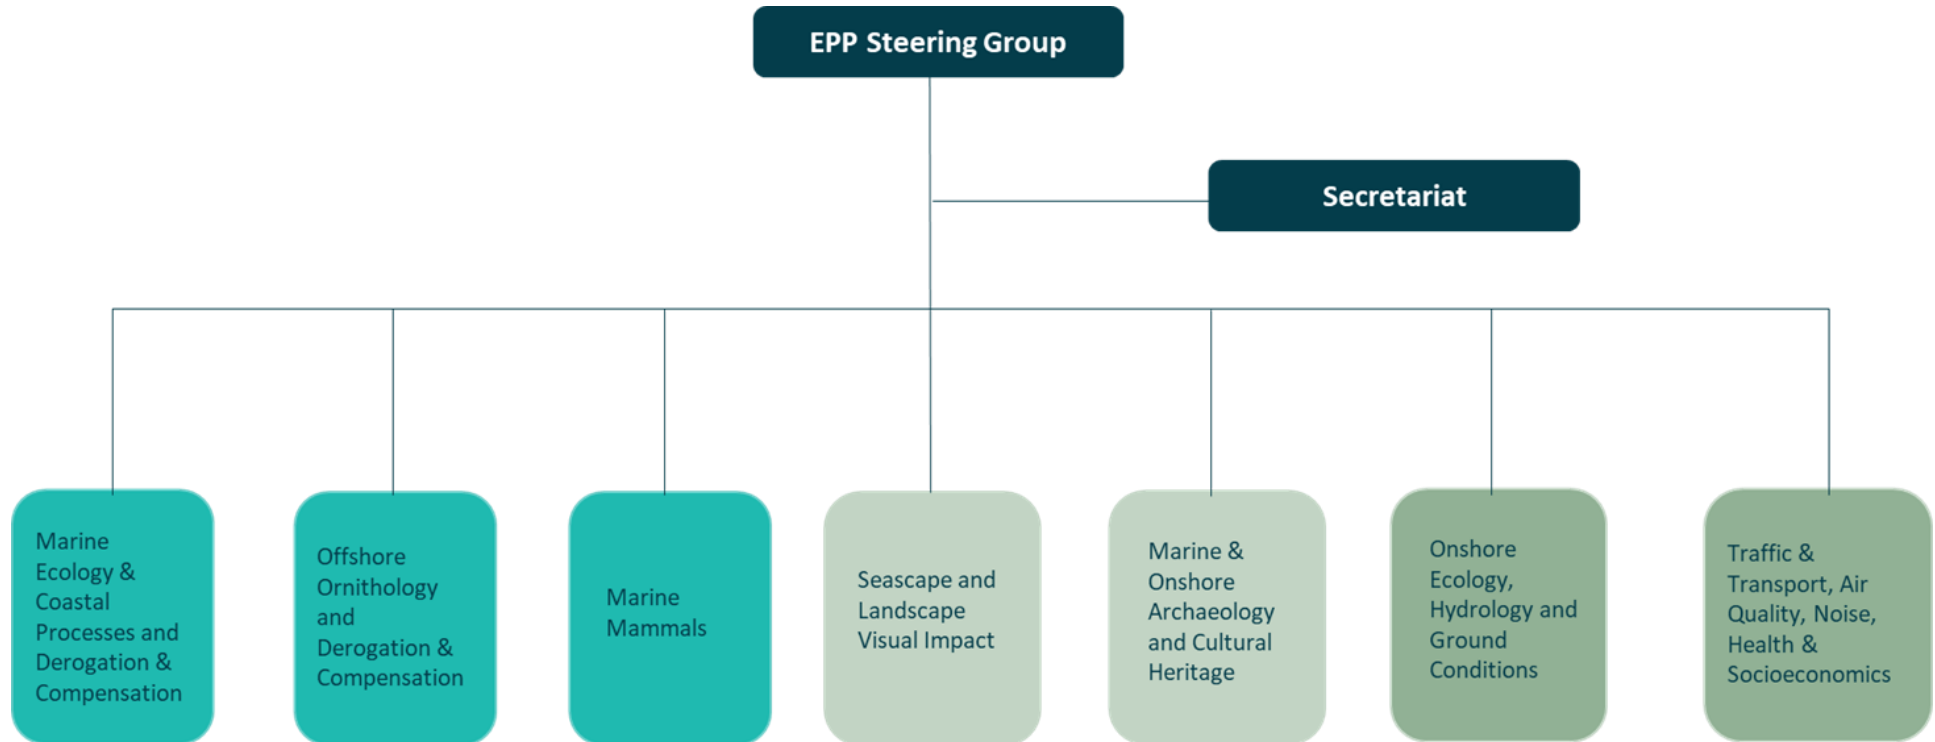 EPP Steering Group
Secretariat
Marine
Ecology &
Coastal
Processes and
Derogation &
Compensation
Offshore
Ornithology
and
Derogation &
Compensation
Marine
Mammals
Seascape and
Landscape
Visual Impact
Marine &
Onshore
Archaeology
and Cultural
Heritage
Onshore
Ecology,
Hydrology and
Ground
Conditions
Traffic &
Transport, Air
Quality, Noise,
Health &
Socioeconomics